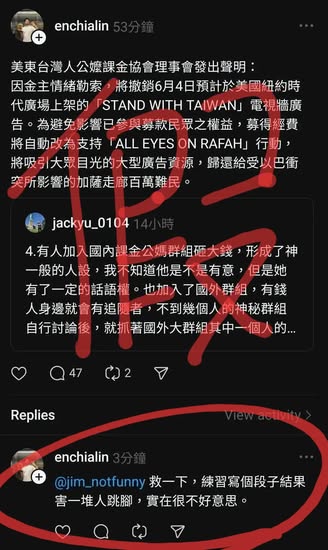 enchialin 53分鐘
美東台灣人公嬤課金協會理事會發出聲明：
因金主情緒勒索，將撤銷6月4日預計於美國紐約時
代廣場上架的「STAND WITH TAIWAN」電視牆廣
告。為避免影響已參與募款民眾之權益，募得經費
將自動改為支持「ALL EYES ON RAFAH」行動，
將吸引大眾目光的大型廣告資源，歸還給受以巴衝
突所影響的加薩走廊百萬難民。
jackyu_0104 14小時
4.有人加入國內課金公媽群組砸大錢，形成了神
一般的人設，我不知道他是不是有意，但是她
有了一定的話語權。也加入了國外群組，有錢
人身邊就會有追隨者，不到幾個人的神秘群組
自行討論後，就抓著國外大群組其中一個人的...
47 2
Replies
View activity
enchialin 3分鐘
@jim_notfunny 救一下，練習寫個段子結果
害一堆人跳腳，實在很不好意思。